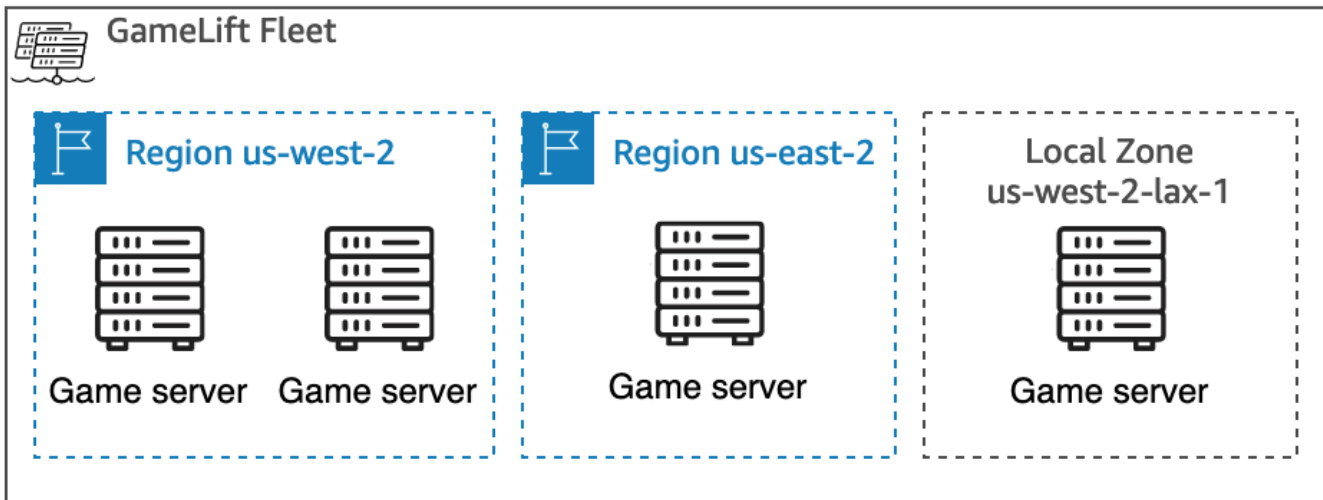 GameLift Fleet
Region us-west-2
Region us-east-2
Local Zone
us-west-2-lax-1
Game server
Game server
Game server
Game server